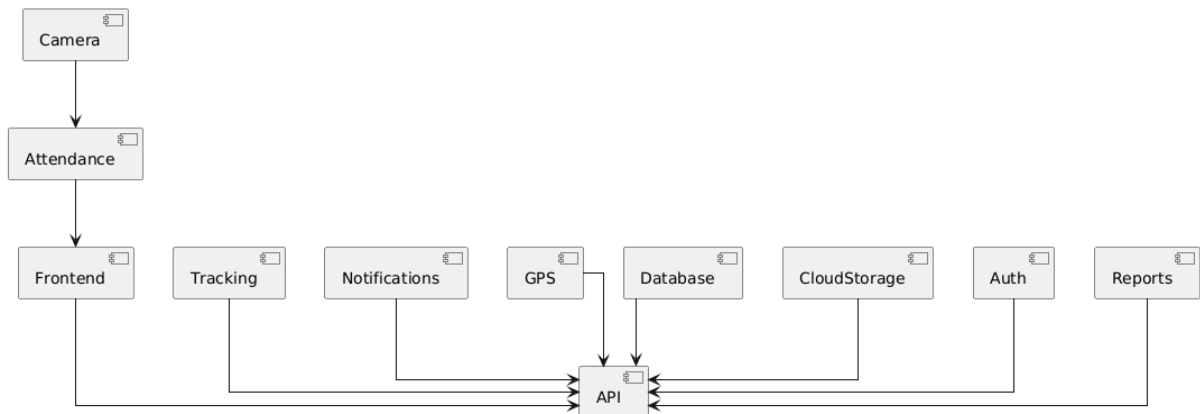 Camera
Attendance
Frontend
Tracking
Notifications
GPS
Database
CloudStorage
Auth
Reports
API